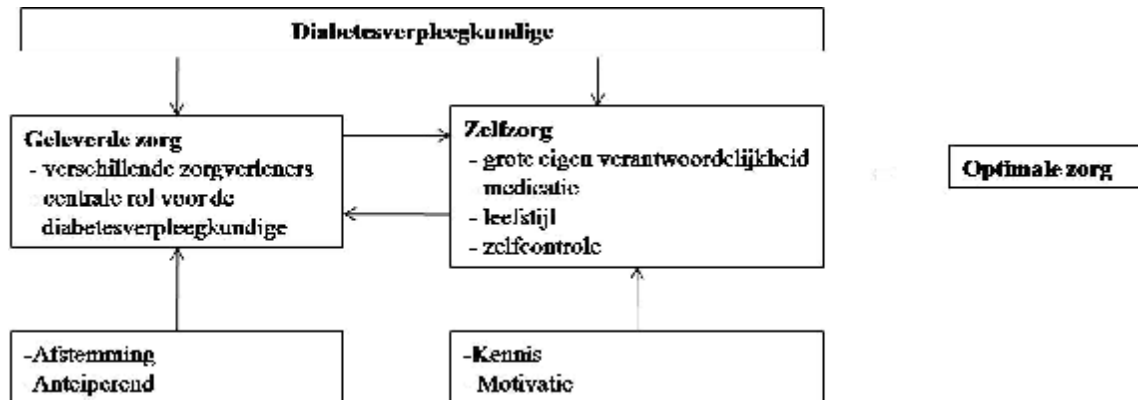 Diabetesverpleegkundige
Geleverde zorg
- verschillende zorgverleners
centrale rol voor de
diabetesverpleegkundige
Zelfzorg
- grote eigen verantwoordelijkheid
medicatie
- leefstijl
- zelfcontrole
Optimale zorg
-Afstemming
Anteiperend
-Kennis
Motivatie